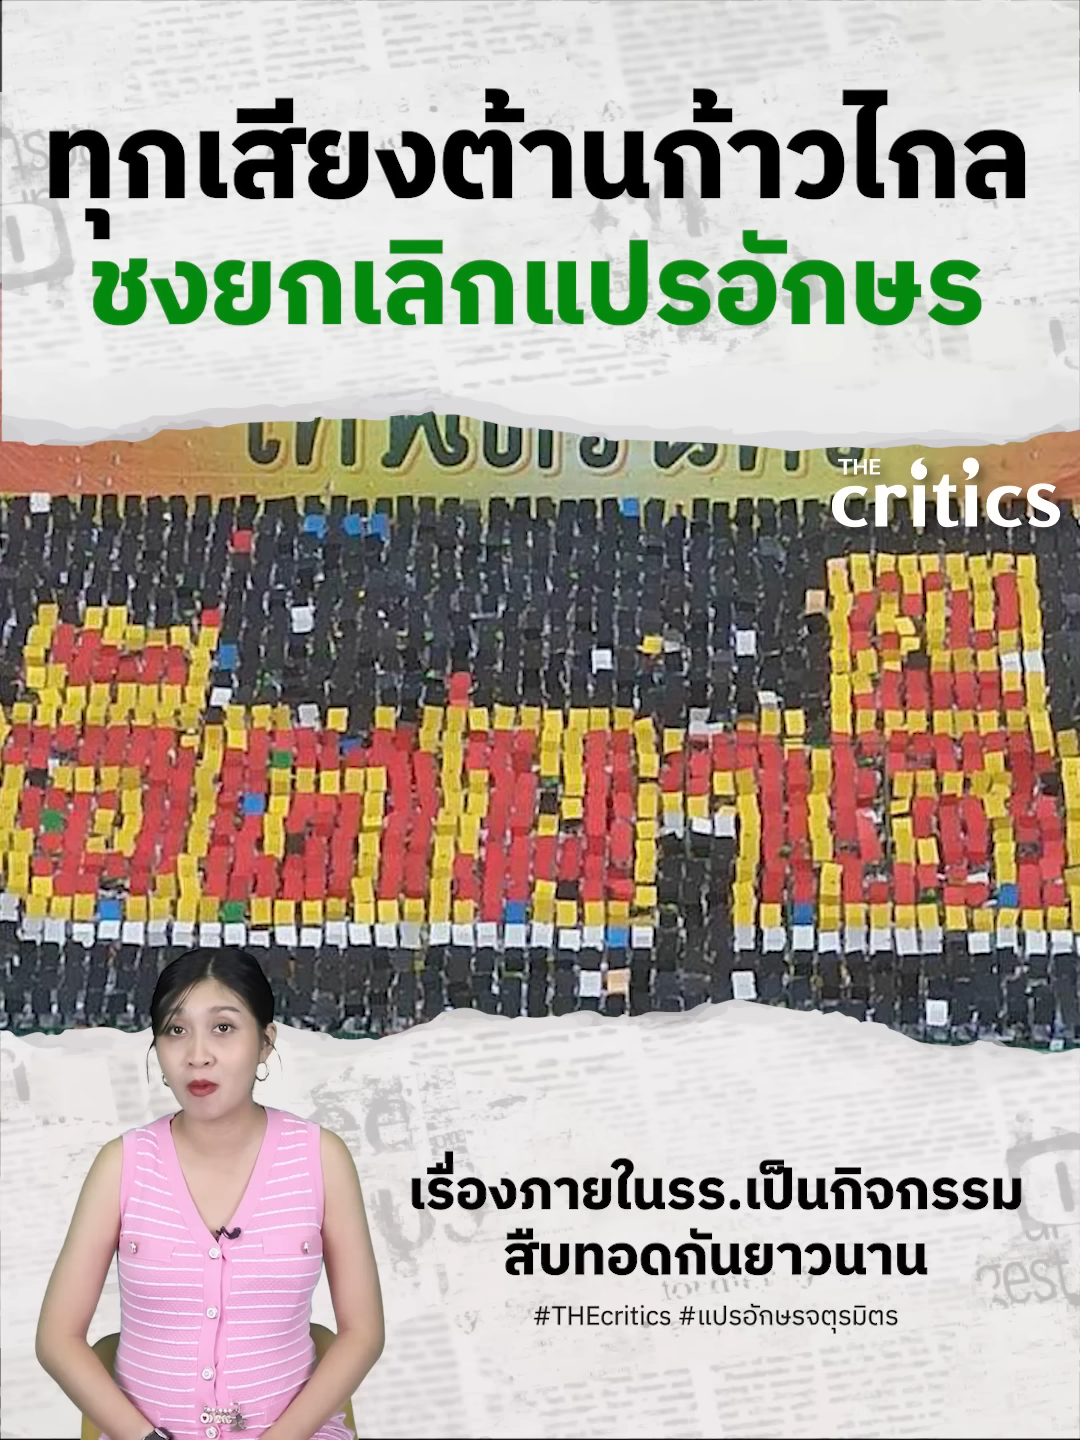 ทุกเสียงต้านก้าวไกล
ชงยกเลิกแปรอักษร
THE
critics
เรื่องภายในรร.เป็นกิจกรรม
สืบทอดกันยาวนาน
#THEcritics #แปรอักษรจตุรมิตร